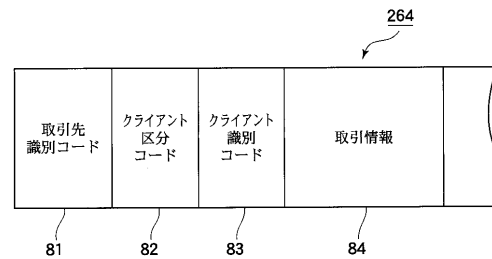 264
取引先
識別コード
クライアント
区分
コード
クライアント
識別
コード
取引情報
81
82
83
84